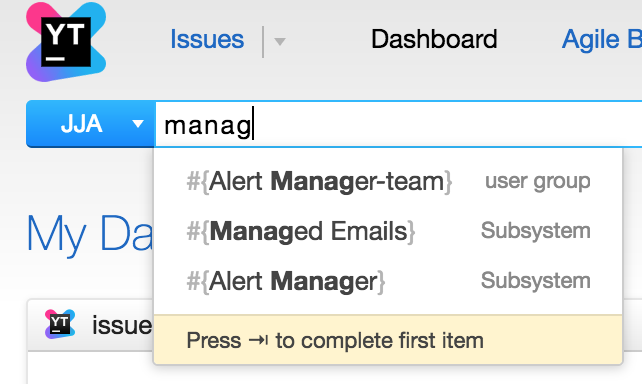 YT
Issues Dashboard Agile B
JJA manag
#{Alert Manager-team} user group
#{Managed Emails} Subsystem
#{Alert Manager} Subsystem
My Da
YT issue
Press ⇥ to complete first item